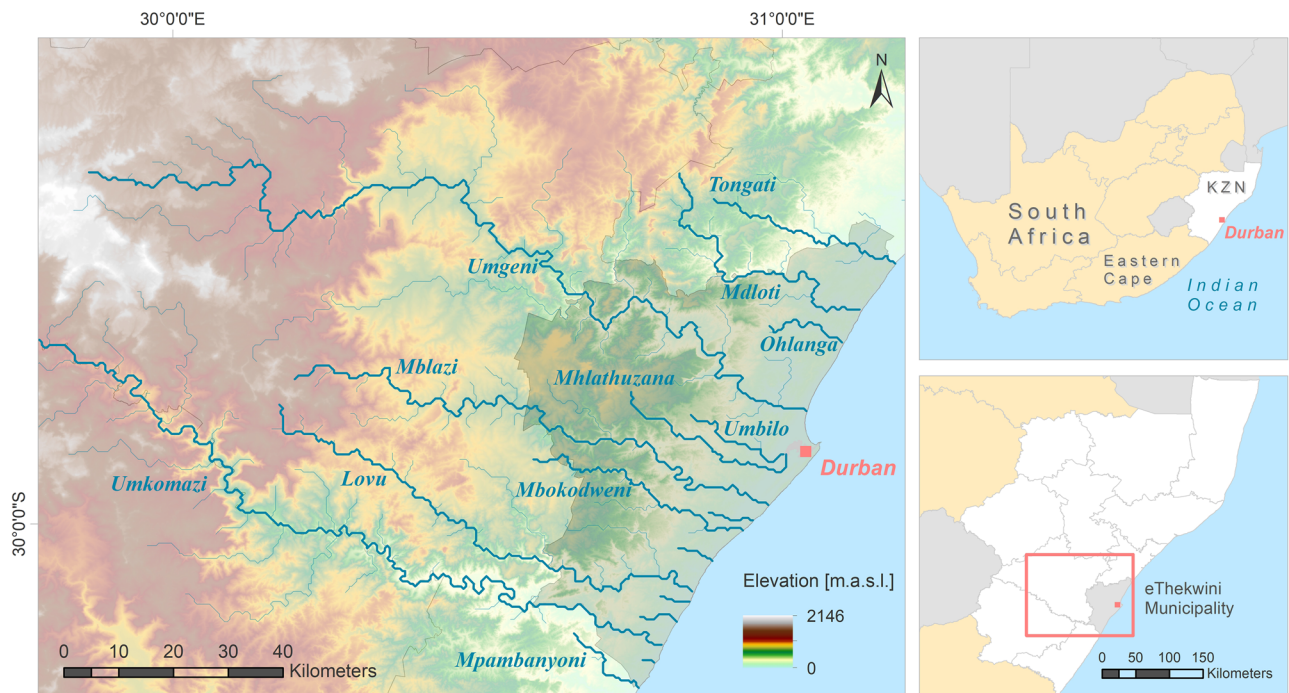 30°0'0"E
31°0'0"E
N
Tongati
Umgeni
Mdloti
Ohlanga
Mblazi
Mhlathuzana
Umbilo
Durban
Umkomazi
Lovu
Mbokodweni
30°0'0"S
Mpambanyoni
Elevation [m.a.s.l.]
2146
0
0 10 20 30 40
Kilometers
KZN
South
Africa
Durban
Eastern
Cape
Indian
Ocean
eThekwini
Municipality
0 50 100 150
Kilometers